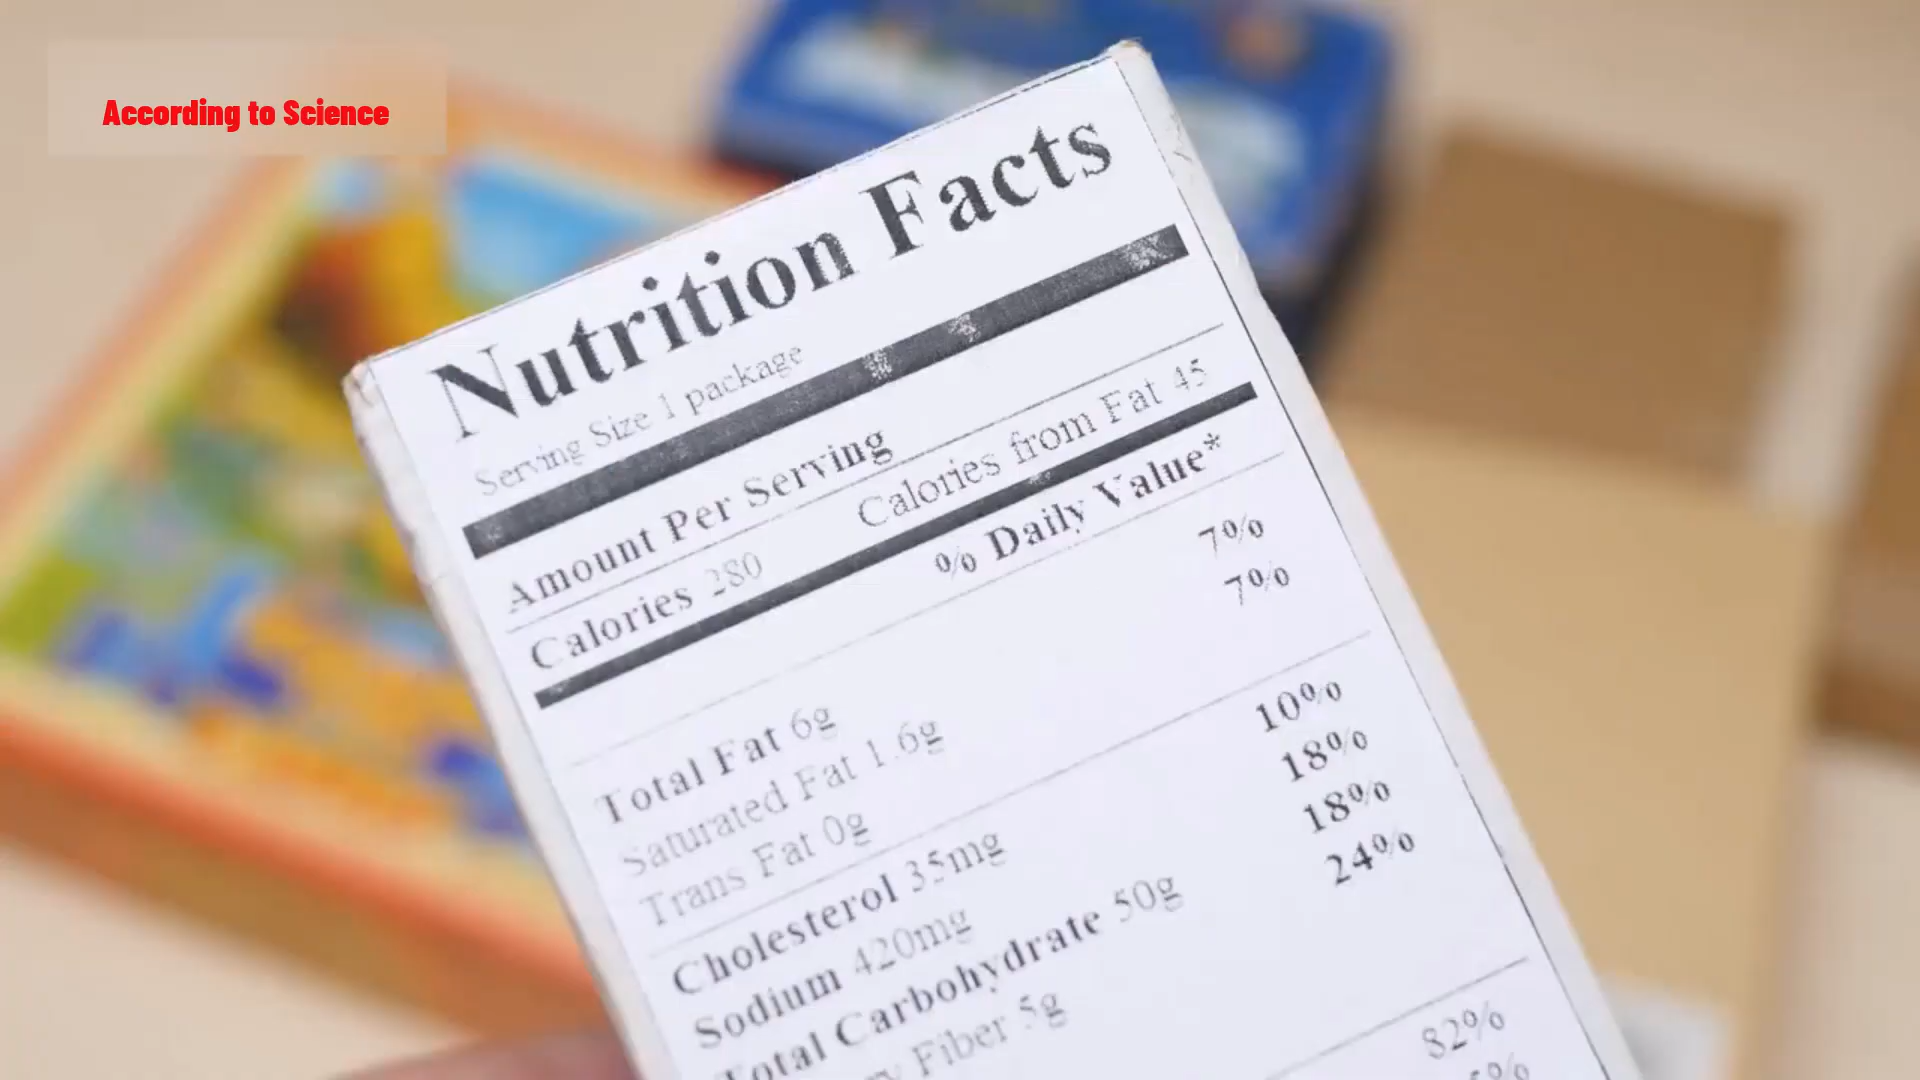 According to Science
Nutrition Facts
Serving Size 1 package
Amount Per Serving
Calories 280 Calories from Fat 45
% Daily Value*
Total Fat 6g 7%
Saturated Fat 1.6g 7%
Trans Fat 0g
Cholesterol 35mg 10%
Sodium 420mg 18%
Total Carbohydrate 50g 18%
Fiber 5g 24%
82%